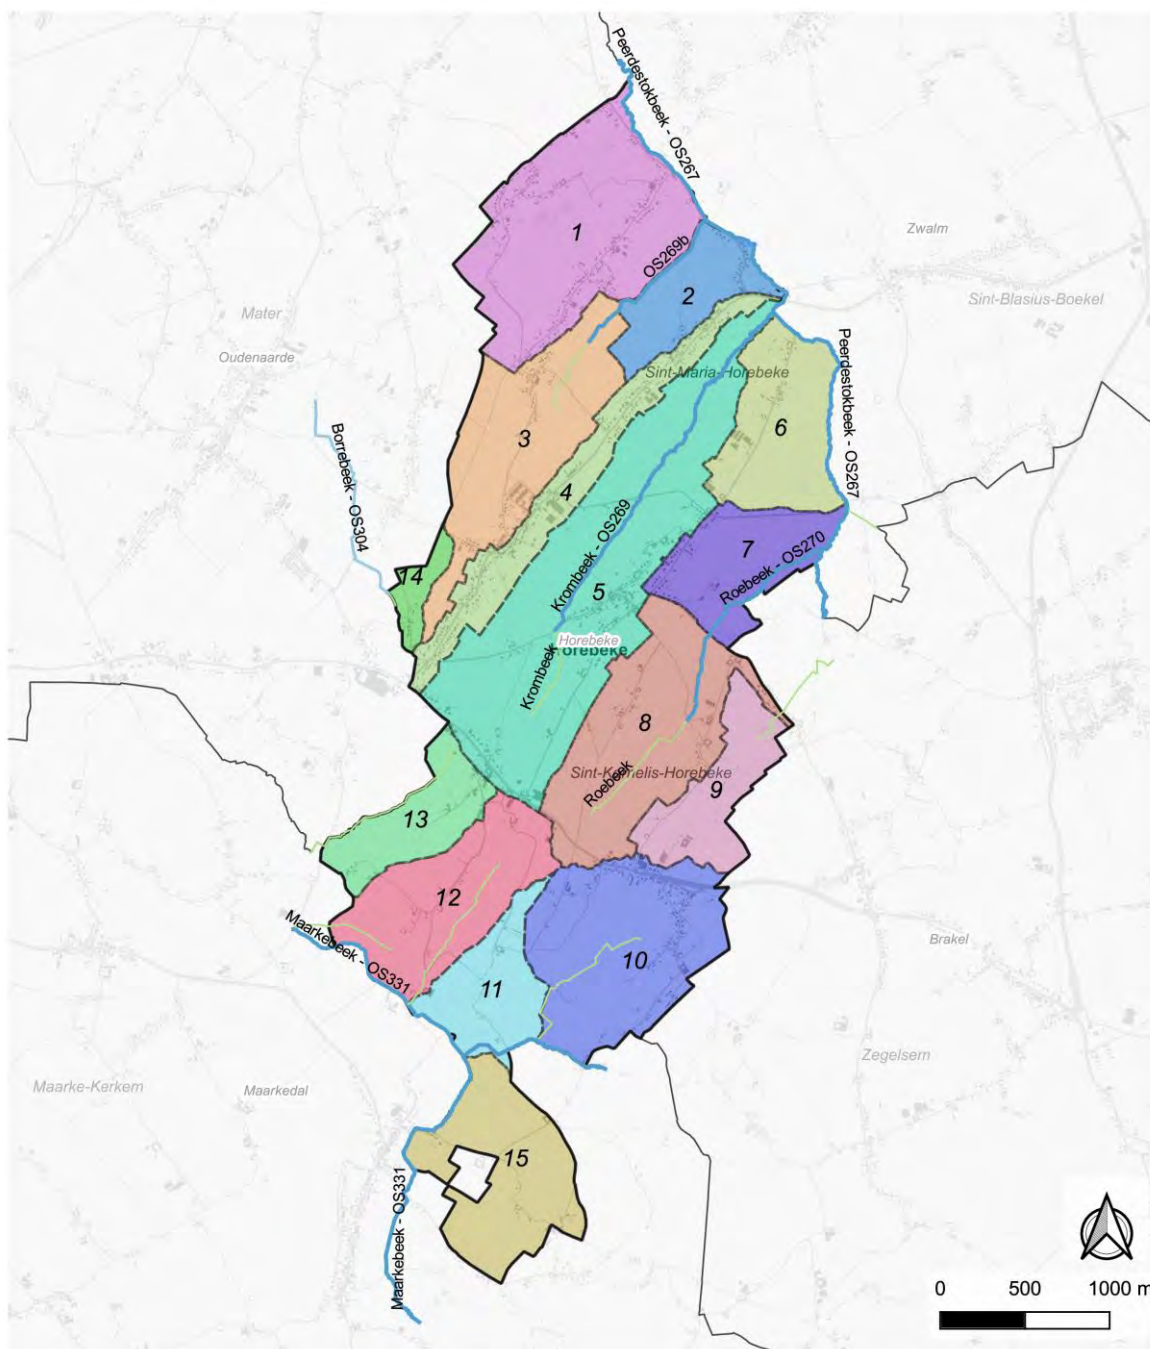 Peerdestokbeek - OS267
1
Zwalm
OS269b
2
Sint-Blasius-Boekel
Mater
Oudenaarde
Sint-Maria-Horebeke
Peerdestokbeek - OS267
3
6
4
Borrebeek - OS304
Krombeek - OS269
7
Roebeek - OS270
14
5
Horebeke
orebeke
Krombeek
8
Sint-Kornelis-Horebeke
Roebeek
9
13
12
Maarkebeek - OS331
Brakel
10
11
Zegelsem
Maarke-Kerkem
Maarkedal
15
Maarkebeek - OS331
0 500 1000 m